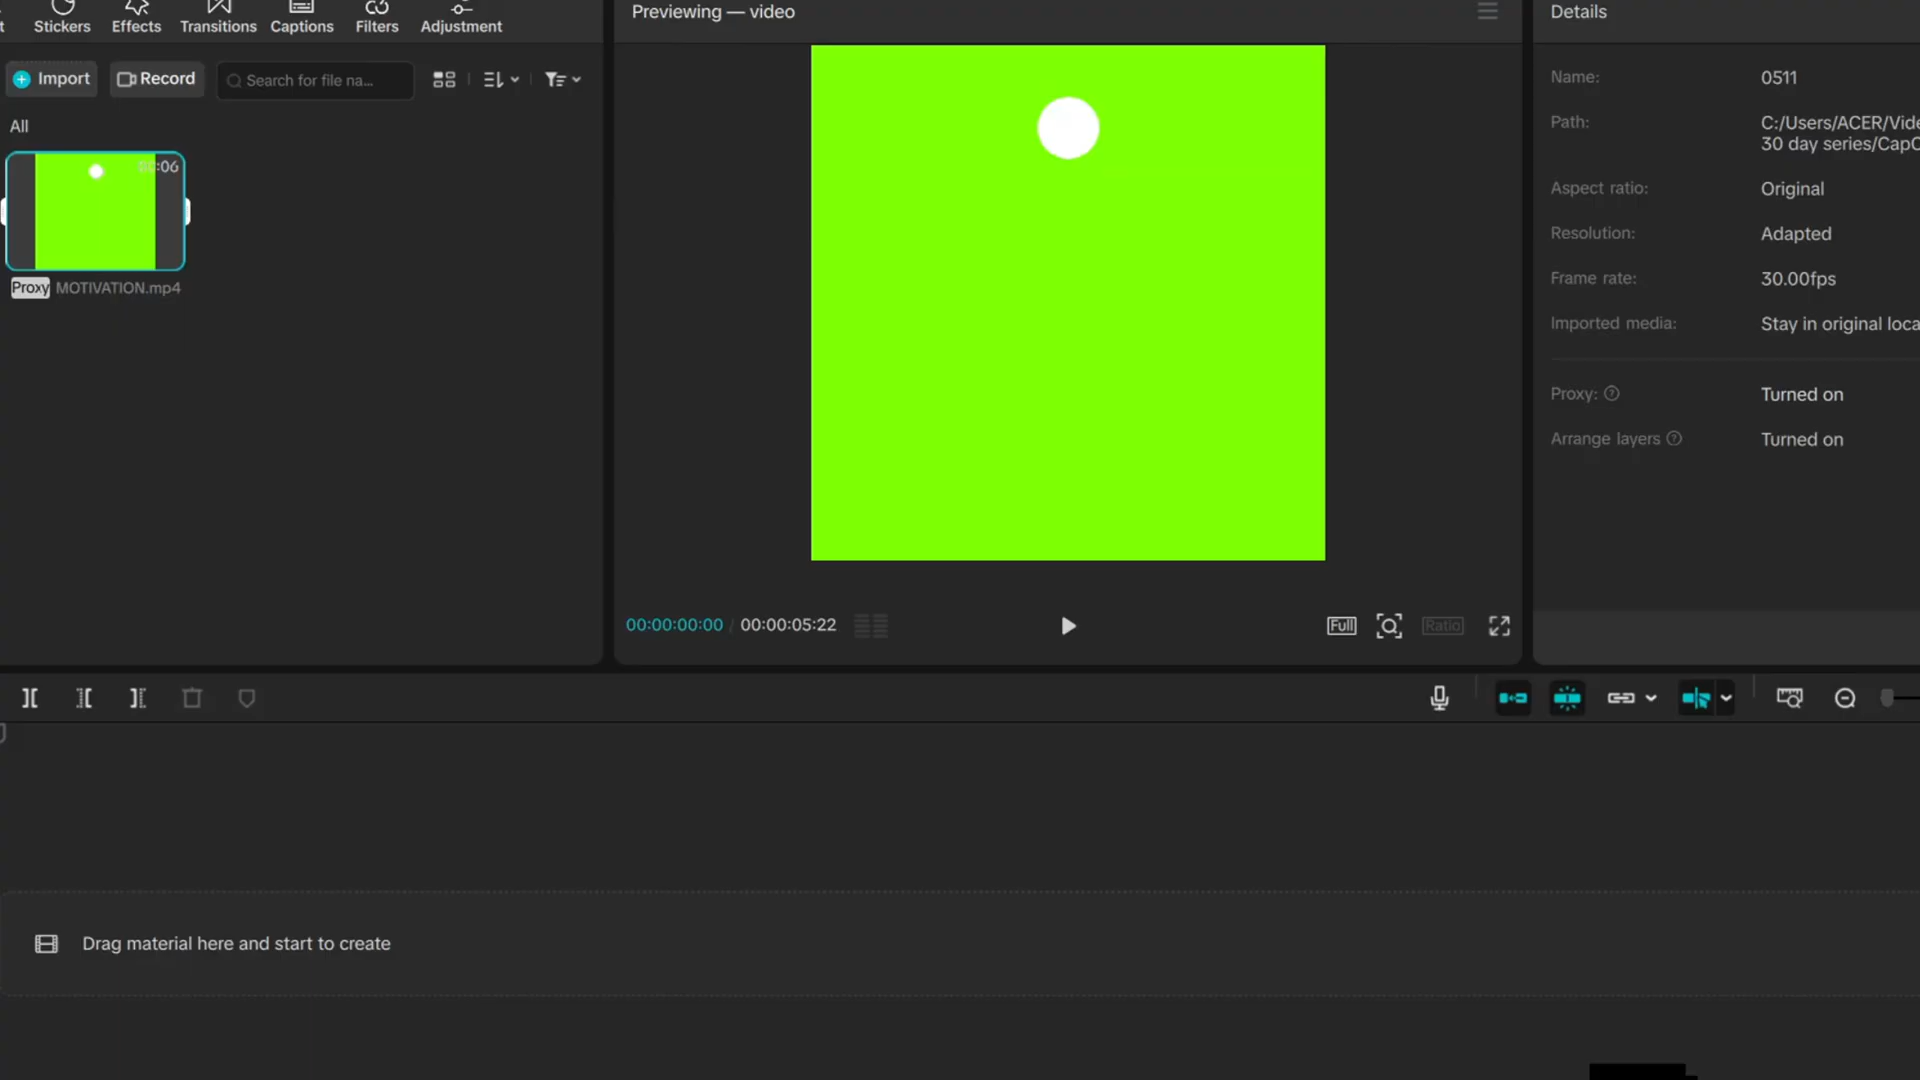 Stickers Effects Transitions Captions Filters Adjustment
Import Record Search for file na...
All
MOTIVATION.mp4
Proxy
Previewing — video
Full
Ratio
00:00:00:00 / 00:00:05:22
Details
Name: 0511
Path: C:/Users/ACER/Vide
30 day series/CapC
Aspect ratio: Original
Resolution: Adapted
Frame rate: 30.00fps
Imported media: Stay in original loca
Proxy: Turned on
Arrange layers Turned on
Drag material here and start to create